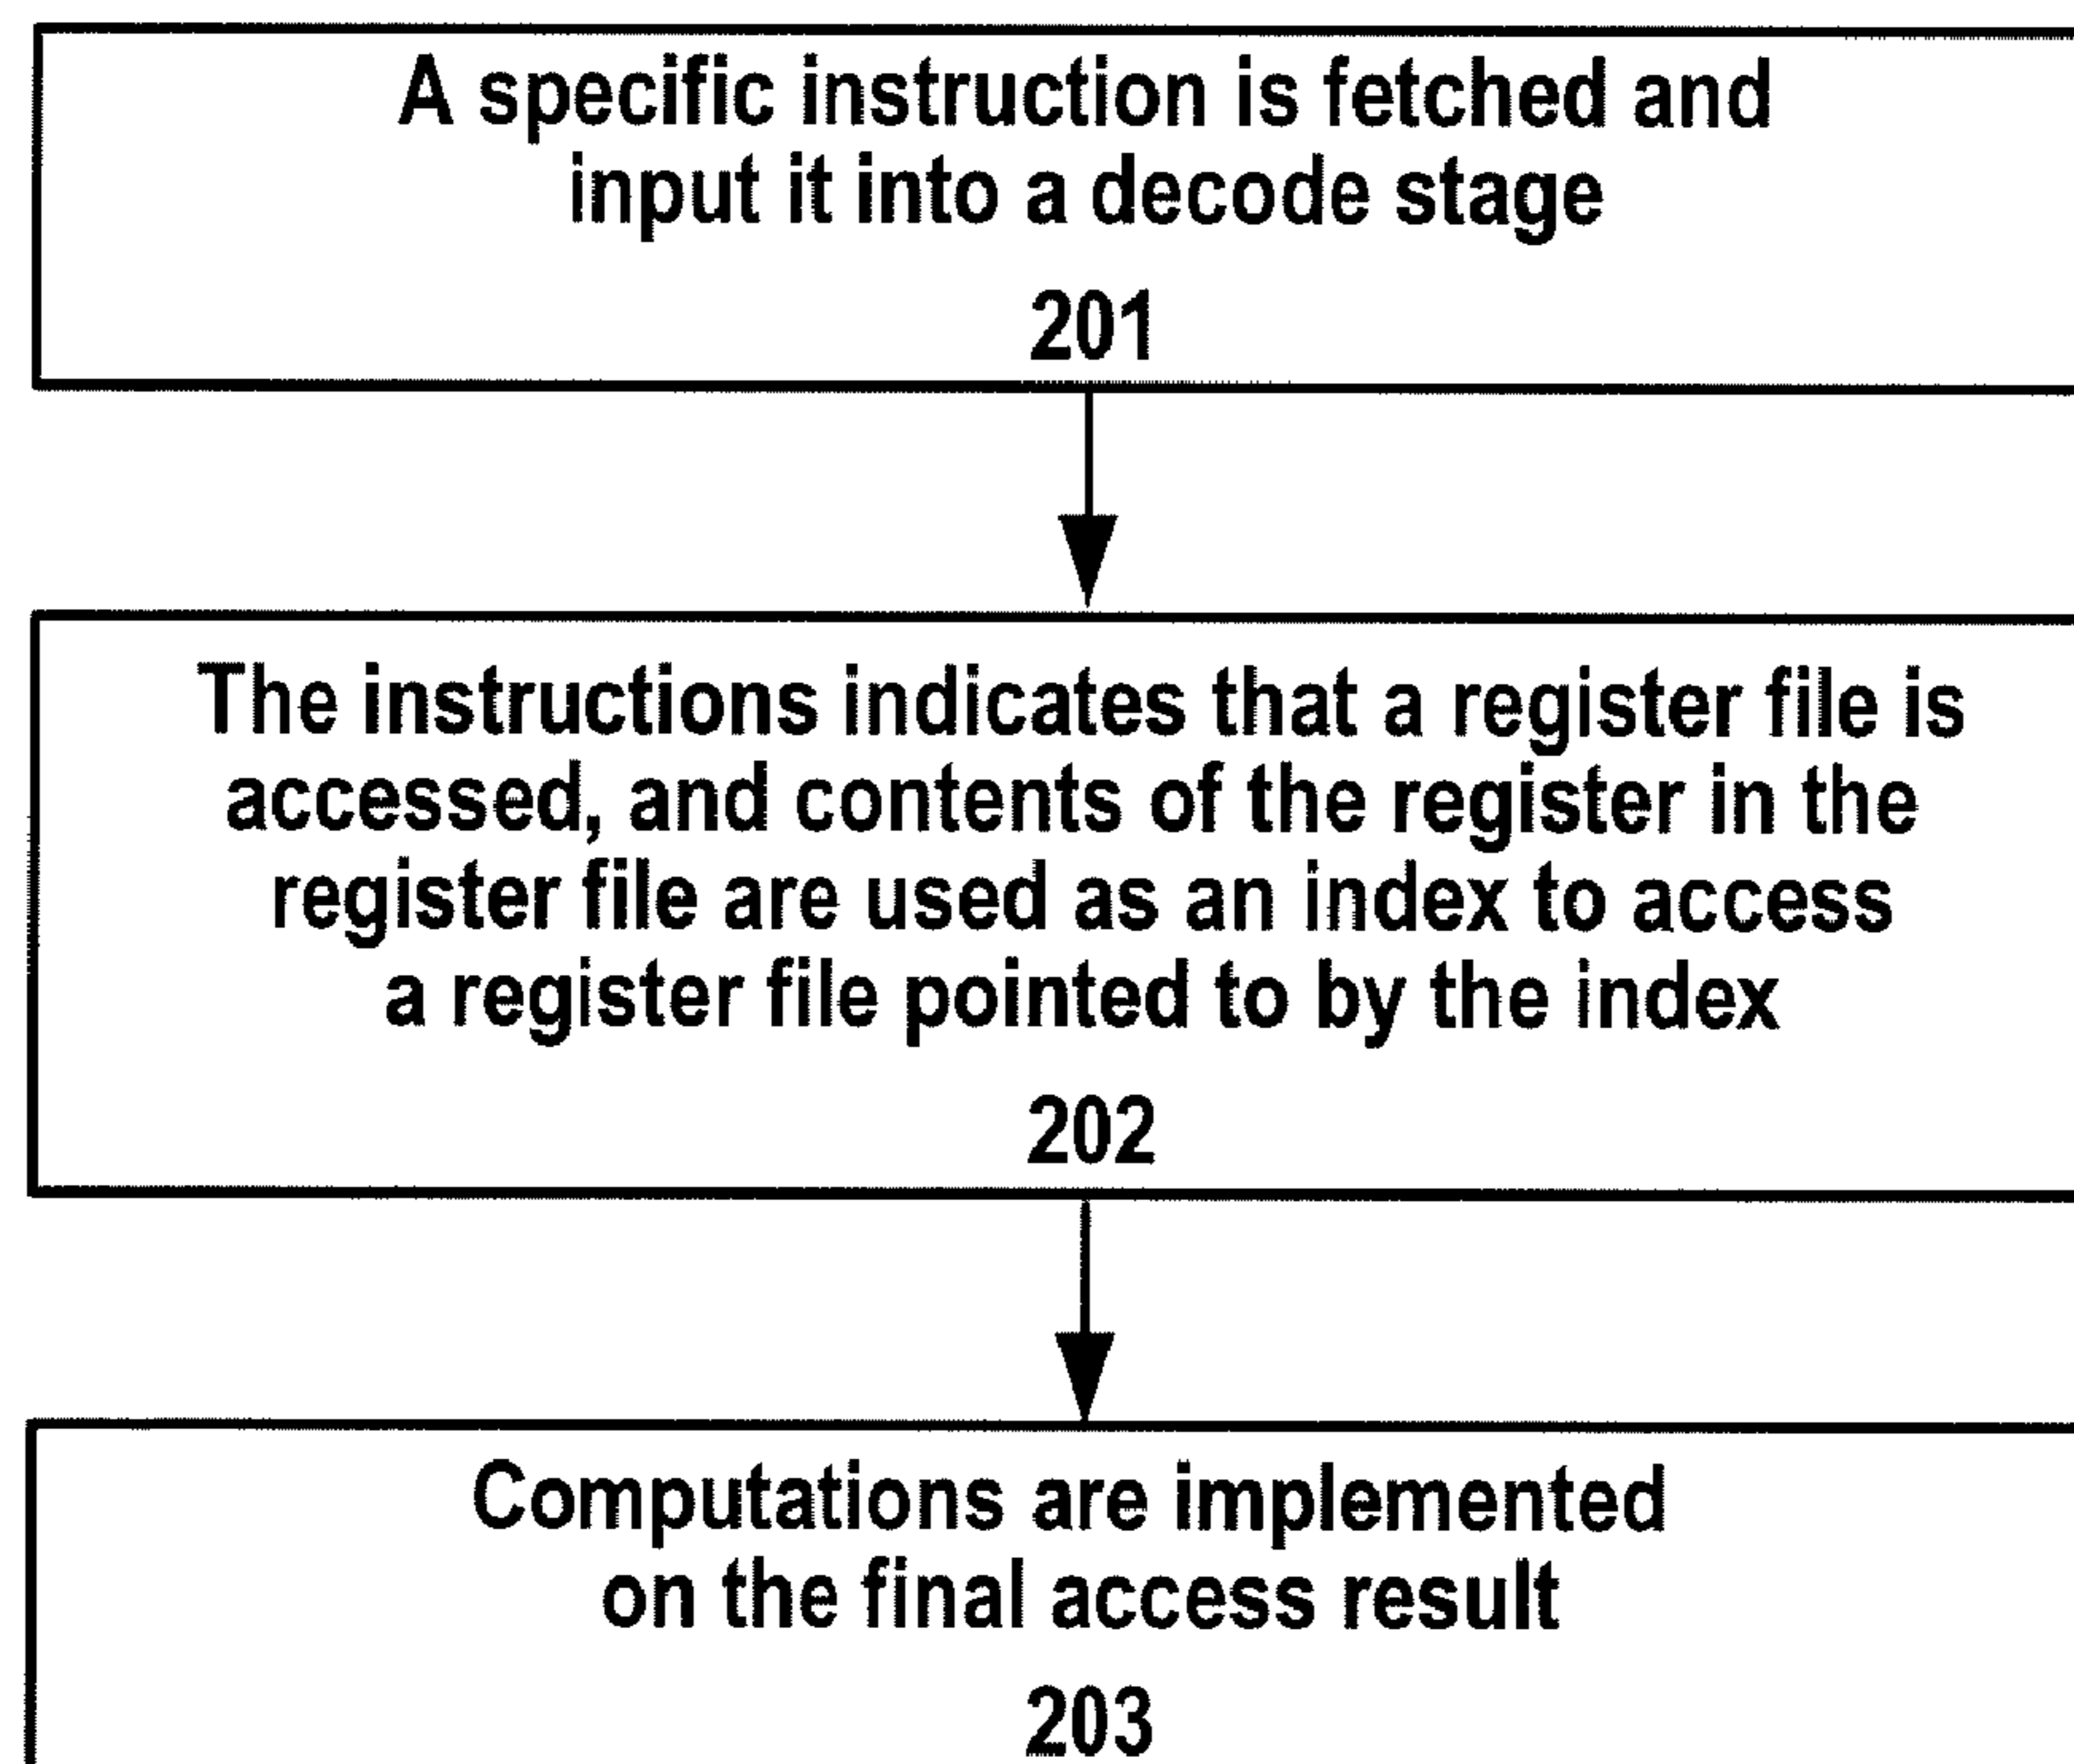 A specific instruction is fetched and
input it into a decode stage
201
The instructions indicates that a register file is
accessed, and contents of the register in the
register file are used as an index to access
a register file pointed to by the index
202
Computations are implemented
on the final access result
203